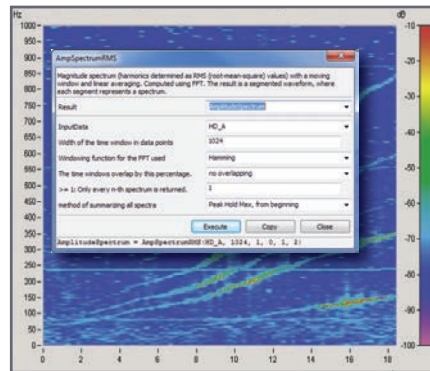 Hz
dB
1000
950
900
850
800
750
700
650
600
550
500
450
400
350
300
250
200
150
100
50
0
0 2 4 6 8 10 12 14 16 18
-10
-20
-30
-40
-50
-60
-70
-80
-90
-100
AmpSpectrumRMS
Magnitude spectrum (harmonics determined as RMS (root-mean-square) values) with a moving
window and linear averaging. Computed using FFT. The result is a segmented waveform, where
each segment represents a spectrum.
Result AmplitudeSpectrum
InputData HD_A
Width of the time window in data points 1024
Windowing function for the FFT used Hamming
The time windows overlap by this percentage. no overlapping
>= 1: Only every n-th spectrum is returned. 1
method of summarizing all spectra Peak Hold Max, from beginning
Execute Copy Close
AmplitudeSpectrum = AmpSpectrumRMS(HD_A, 1024, 1, 0, 1, 2)